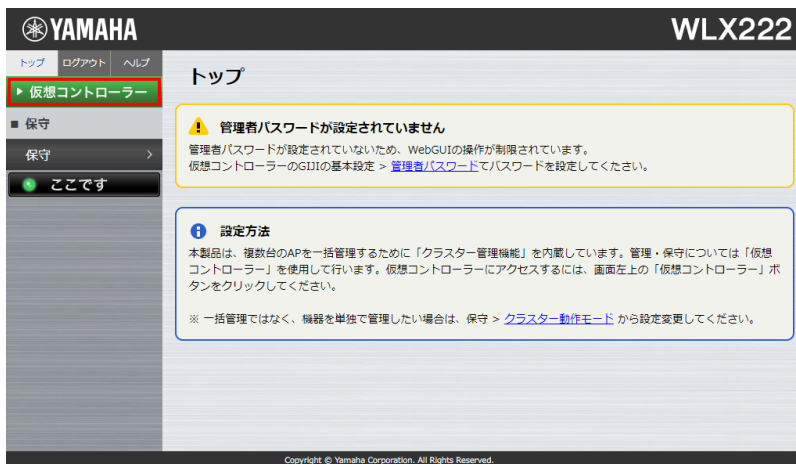 YAMAHA
WLX222
トップ ログアウト ヘルプ
仮想コントローラー
保守
保守
ここです
トップ
管理者パスワードが設定されていません
管理者パスワードが設定されていないため、WebGUIの操作が制限されています。
仮想コントローラーのGIJIの基本設定 > 管理者パスワードてパスワードを設定してくたさい。
設定方法
本製品は、複数台のAPを一括管理するために「クラスター管理機能」を内蔵しています。管理・保守については「仮想
コントローラー」を使用して行います。仮想コントローラーにアクセスするには、画面左上の「仮想コントローラー」ボ
タンをクリックしてください。
※ 一括管理ではなく、機器を単独で管理したい場合は、保守 > クラスター動作モード から設定変更してください。
Copyright © Yamaha Corporation. All Rights Reserved.